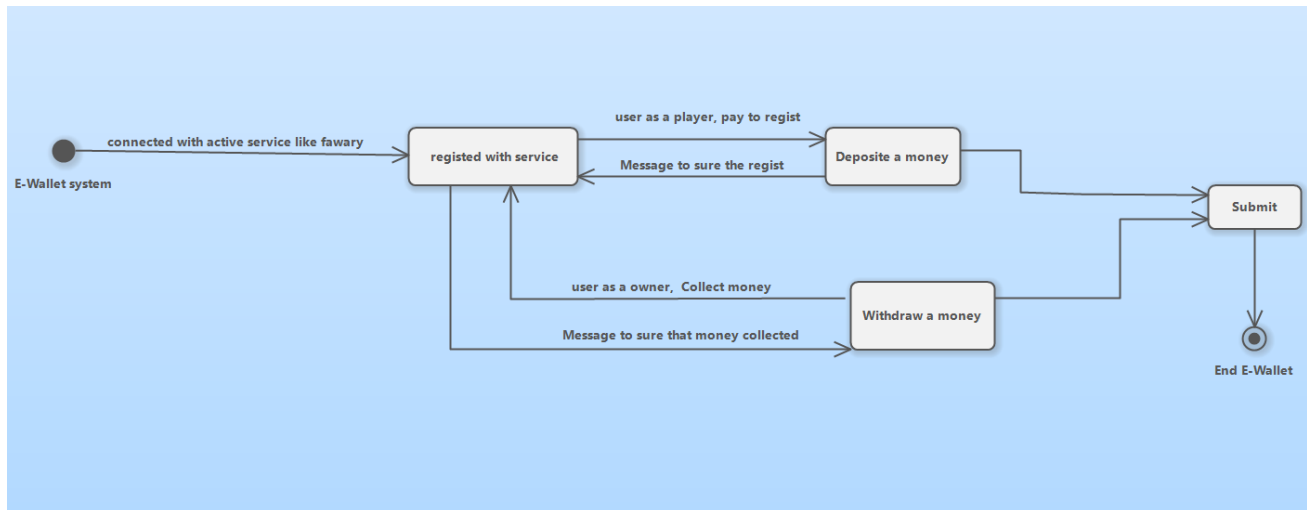 connected with active service like fawary
E-Wallet system
registed with service
user as a player, pay to regist
Message to sure the regist
Deposite a money
Submit
user as a owner,  Collect money
Message to sure that money collected
Withdraw a money
End E-Wallet